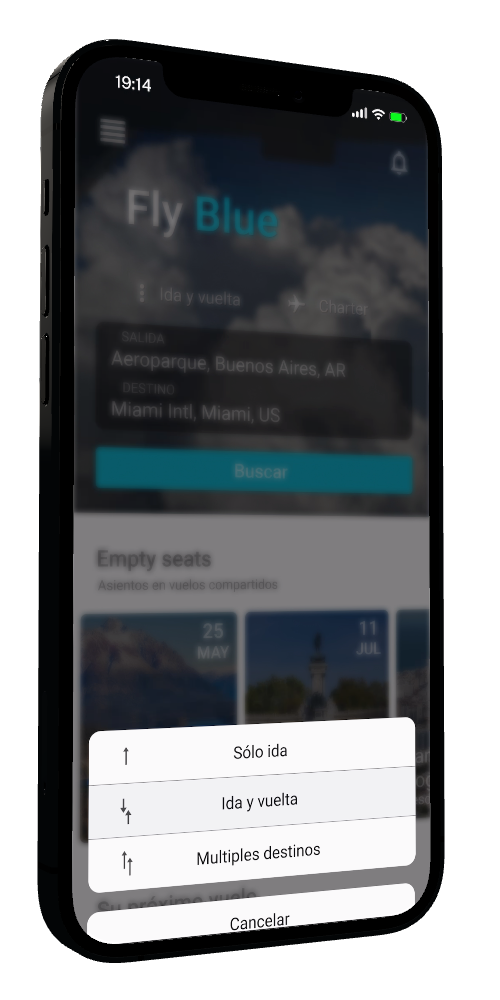 19:14
Fly Blue
Ida y vuelta
Charter
SALIDA
Aeroparque, Buenos Aires, AR
DESTINO
Miami Intl, Miami, US
Buscar
Empty seats
Asientos en vuelos compartidos
25
MAY
11
JUL
Sólo ida
Ida y vuelta
Multiples destinos
Su próximo vuelo
Cancelar